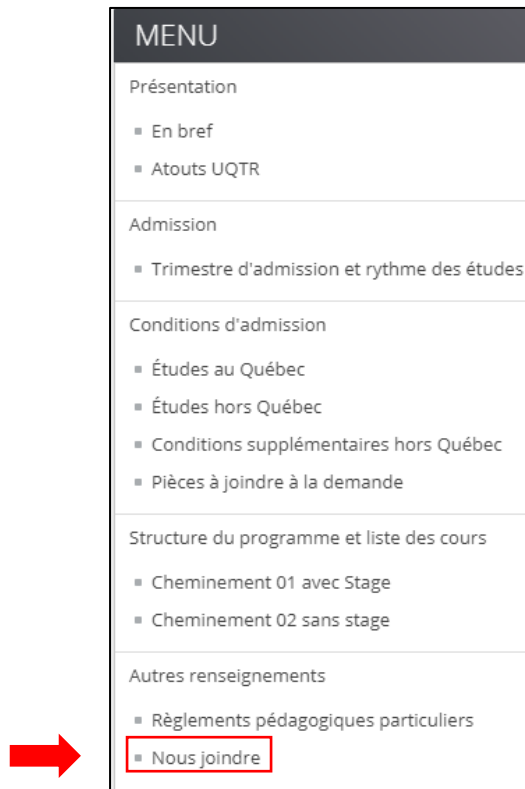 MENU
Présentation
En bref
Atouts UQTR
Admission
Trimestre d'admission et rythme des études
Conditions d'admission
Études au Québec
Études hors Québec
Conditions supplémentaires hors Québec
Pièces à joindre à la demande
Structure du programme et liste des cours
Cheminement 01 avec Stage
Cheminement 02 sans stage
Autres renseignements
Règlements pédagogiques particuliers
Nous joindre